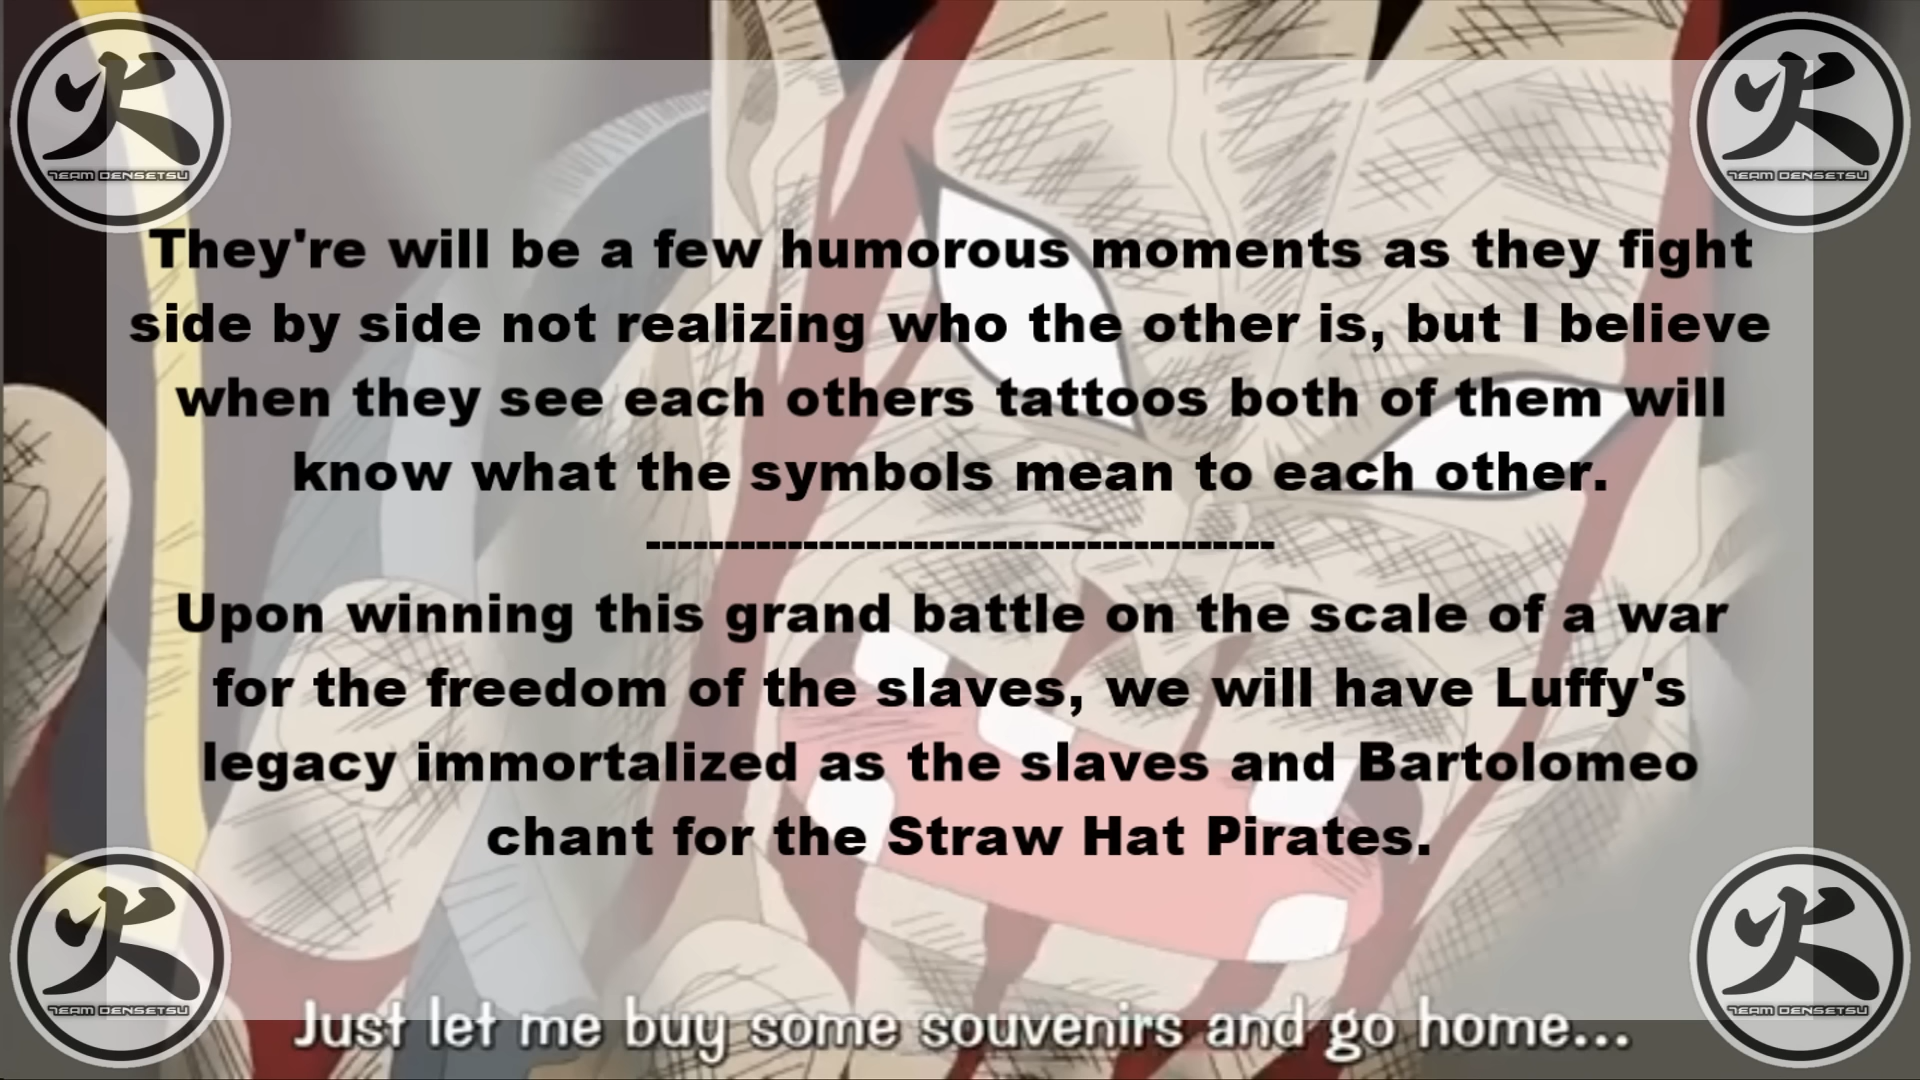 火
TEAM DENSETSU
火
TEAM DENSETSU
They're will be a few humorous moments as they fight
side by side not realizing who the other is, but I believe
when they see each others tattoos both of them will
know what the symbols mean to each other.
----------------------------------------
Upon winning this grand battle on the scale of a war
for the freedom of the slaves, we will have Luffy's
legacy immortalized as the slaves and Bartolomeo
chant for the Straw Hat Pirates.
火
TEAM DENSETSU
火
TEAM DENSETSU
Just let me buy some souvenirs and go home...